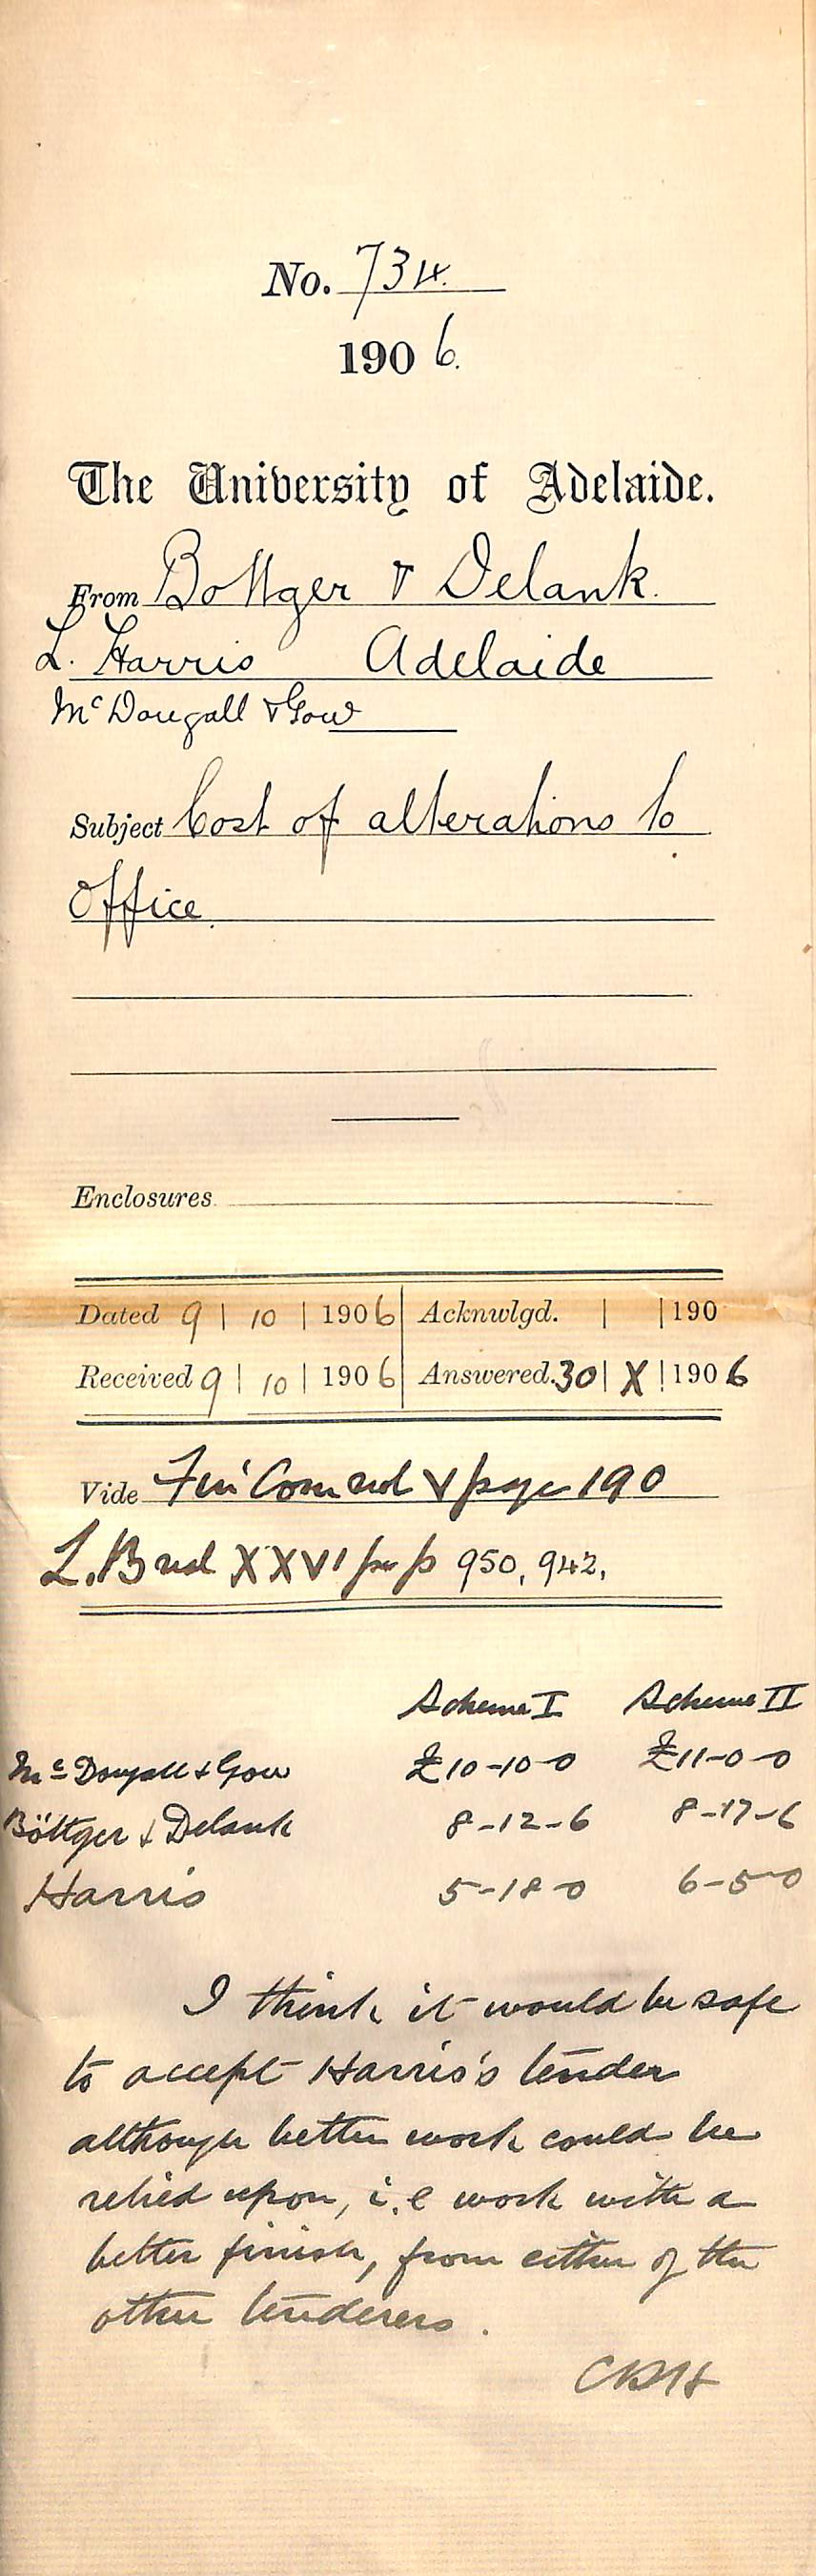 No. 734.
1906.
The University of Adelaide.
From Bottger & Delank.
L. Harris Adelaide
McDougall & Gow
Subject Cost of alterations to
Office.
Enclosures
Dated 9 | 10 | 1906 Acknwlgd. | | 190
Received 9 | 10 | 1906 Answered. 30 | X | 1906
Vide Fin Com vol V page 190
L.B vol XXVI pp 950, 942,
Scheme I Scheme II
McDougall & Gow £10-10-0 £11-0-0
Böttger & Delank 8-12-6 8-17-6
Harris 5-18-0 6-5-0
I think it would be safe
to accept Harris's tender
although better work could be
relied upon, i.e work with a
better finish, from either of the
other tenderers.